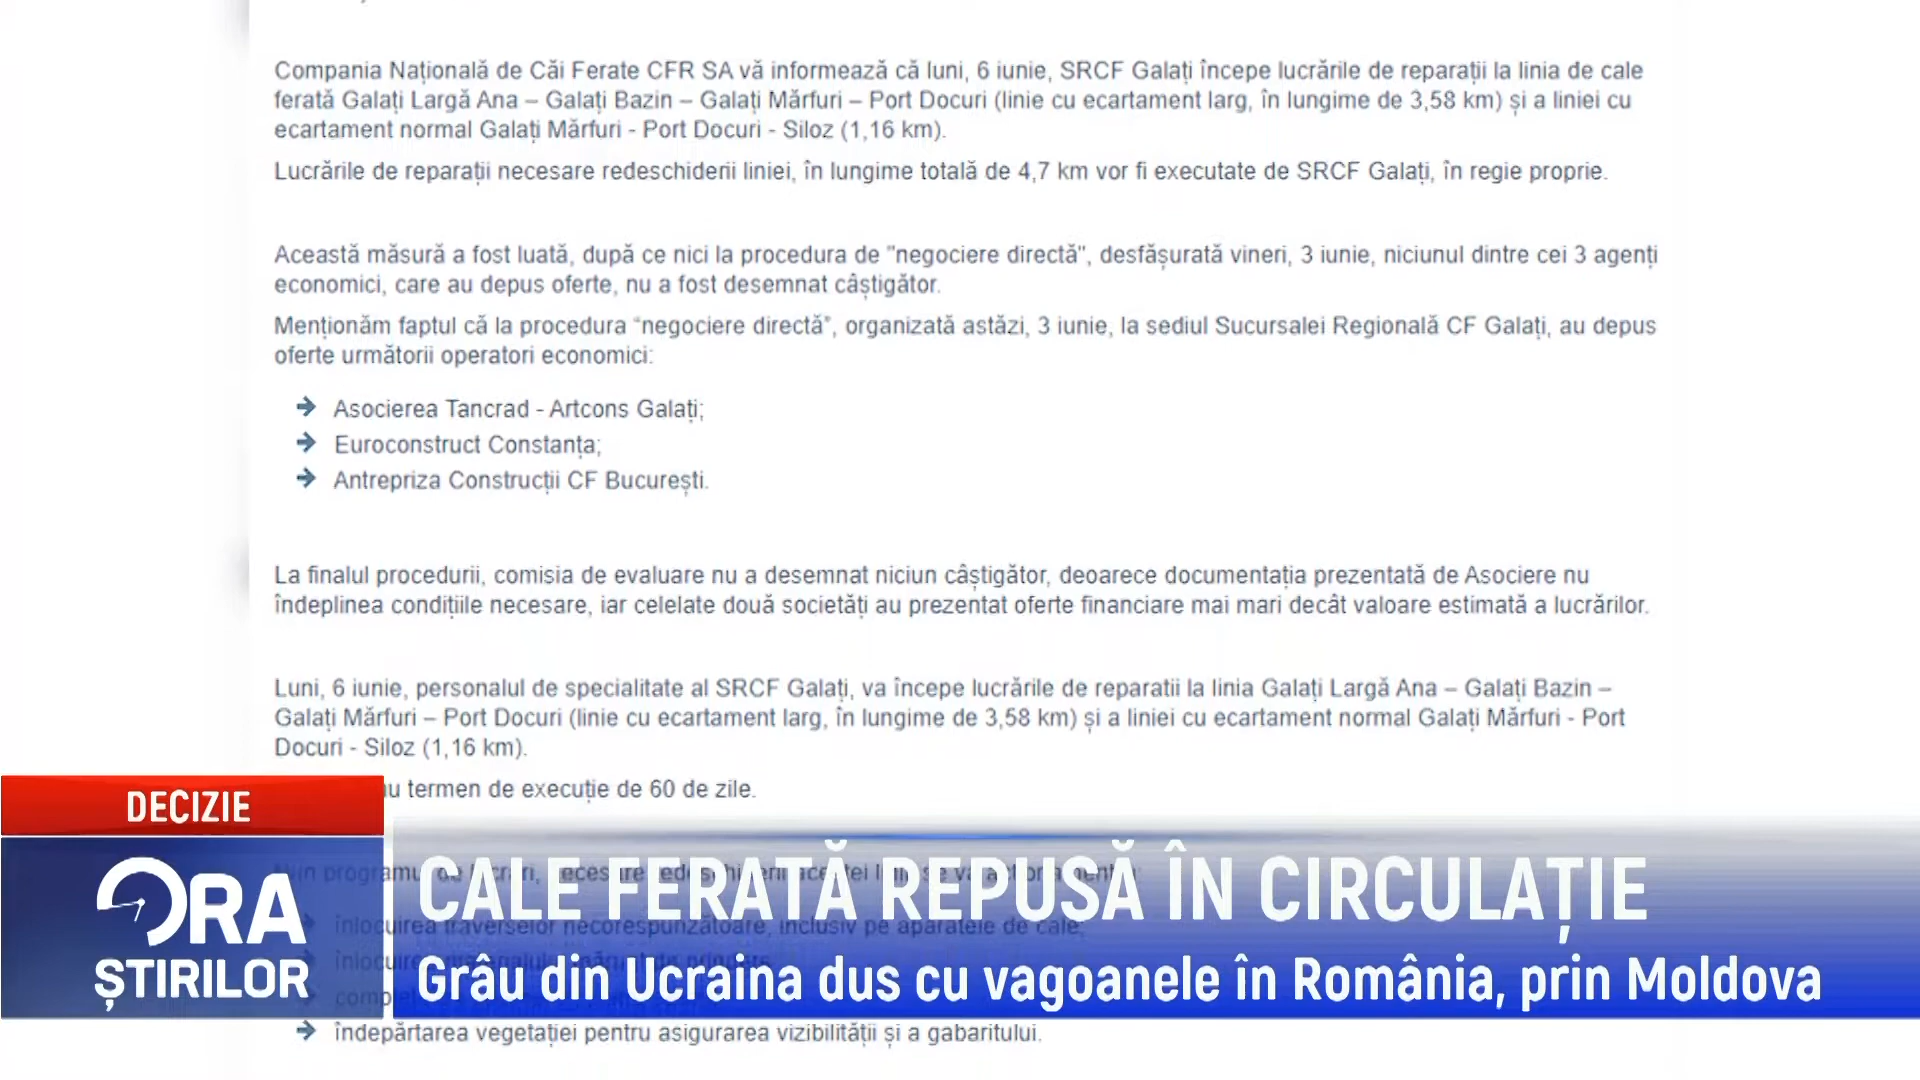 Compania Națională de Căi Ferate CFR SA vă informează că luni, 6 iunie, SRCF Galați începe lucrările de reparații la linia de cale
ferată Galați Largă Ana – Galați Bazin – Galați Mărfuri – Port Docuri (linie cu ecartament larg, în lungime de 3,58 km) și a liniei cu
ecartament normal Galați Mărfuri - Port Docuri - Siloz (1,16 km).
Lucrările de reparații necesare redeschiderii liniei, în lungime totală de 4,7 km vor fi executate de SRCF Galați, în regie proprie.
Această măsură a fost luată, după ce nici la procedura de "negociere directă", desfășurată vineri, 3 iunie, niciunul dintre cei 3 agenți
economici, care au depus oferte, nu a fost desemnat câștigător.
Menționăm faptul că la procedura “negociere directă”, organizată astăzi, 3 iunie, la sediul Sucursalei Regională CF Galați, au depus
oferte următorii operatori economici:
Asocierea Tancrad - Artcons Galați;
Euroconstruct Constanța;
Antrepriza Construcții CF București.
La finalul procedurii, comisia de evaluare nu a desemnat niciun câștigător, deoarece documentația prezentată de Asociere nu
îndeplinea condițiile necesare, iar celelate două societăți au prezentat oferte financiare mai mari decât valoare estimată a lucrărilor.
Luni, 6 iunie, personalul de specialitate al SRCF Galați, va începe lucrările de reparatii la linia Galați Largă Ana – Galați Bazin –
Galați Mărfuri – Port Docuri (linie cu ecartament larg, în lungime de 3,58 km) și a liniei cu ecartament normal Galați Mărfuri - Port
Docuri - Siloz (1,16 km).
au termen de execuție de 60 de zile.
DECIZIE
CALE FERATĂ REPUSĂ ÎN CIRCULAȚIE
înlocuirea traverselor necorespunzătoare, inclusiv pe aparatele de cale;
ORA
ȘTIRILOR
Grâu din Ucraina dus cu vagoanele în România, prin Moldova
îndepărtarea vegetației pentru asigurarea vizibilității și a gabaritului.